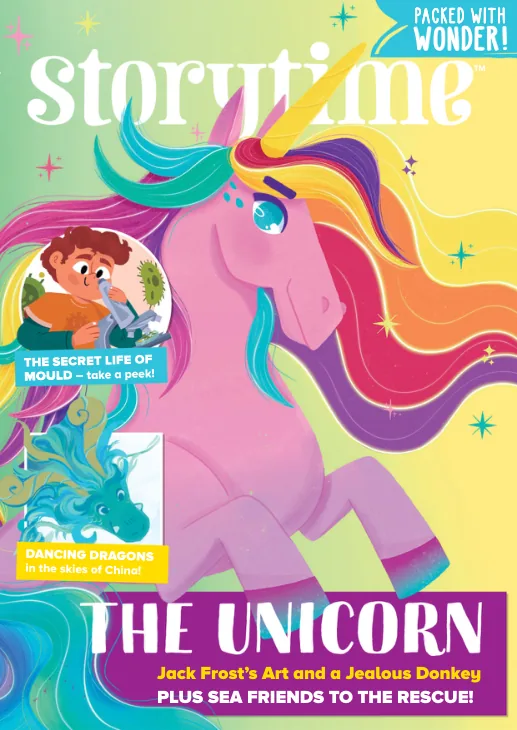 PACKED WITH
WONDER!
storytime™
THE SECRET LIFE OF
MOULD – take a peek!
DANCING DRAGONS
in the skies of China!
THE UNICORN
Jack Frost's Art and a Jealous Donkey
PLUS SEA FRIENDS TO THE RESCUE!